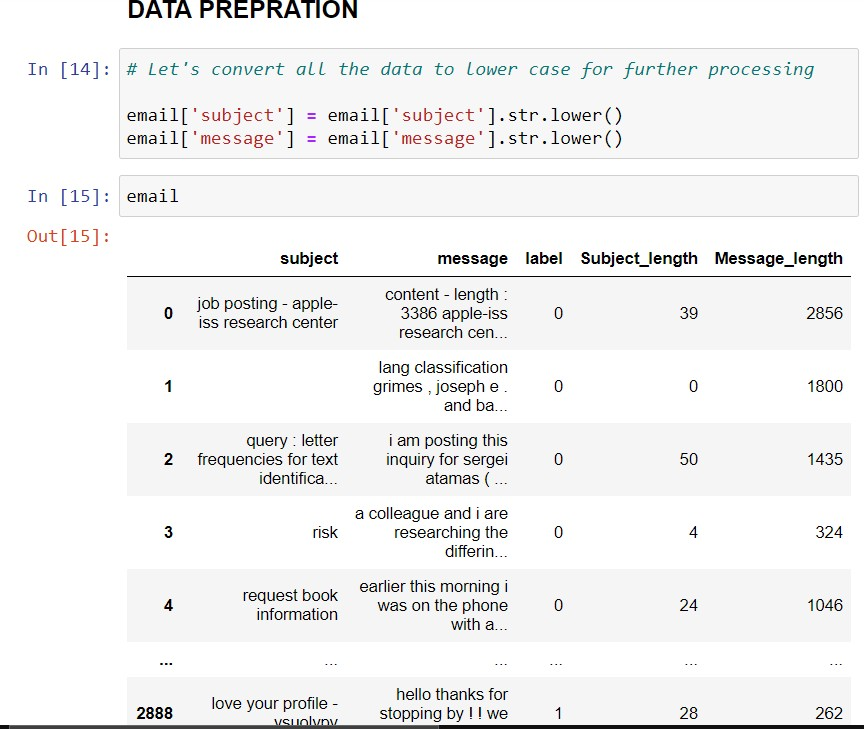 DATA PREPRATION
In [14]:
# Let's convert all the data to lower case for further processing
email['subject'] = email['subject'].str.lower()
email['message'] = email['message'].str.lower()
In [15]:
email
Out[15]:
subject message label Subject_length Message_length
0 job posting - apple-iss research center content - length : 3386 apple-iss research cen... 0 39 2856
1 lang classification grimes , joseph e . and ba... 0 0 1800
2 query : letter frequencies for text identifica... i am posting this inquiry for sergei atamas ( ... 0 50 1435
3 risk a colleague and i are researching the differin... 0 4 324
4 request book information earlier this morning i was on the phone with a... 0 24 1046
... ... ... ... ... ...
2888 love your profile - ysuolvpv hello thanks for stopping by ! ! we 1 28 262